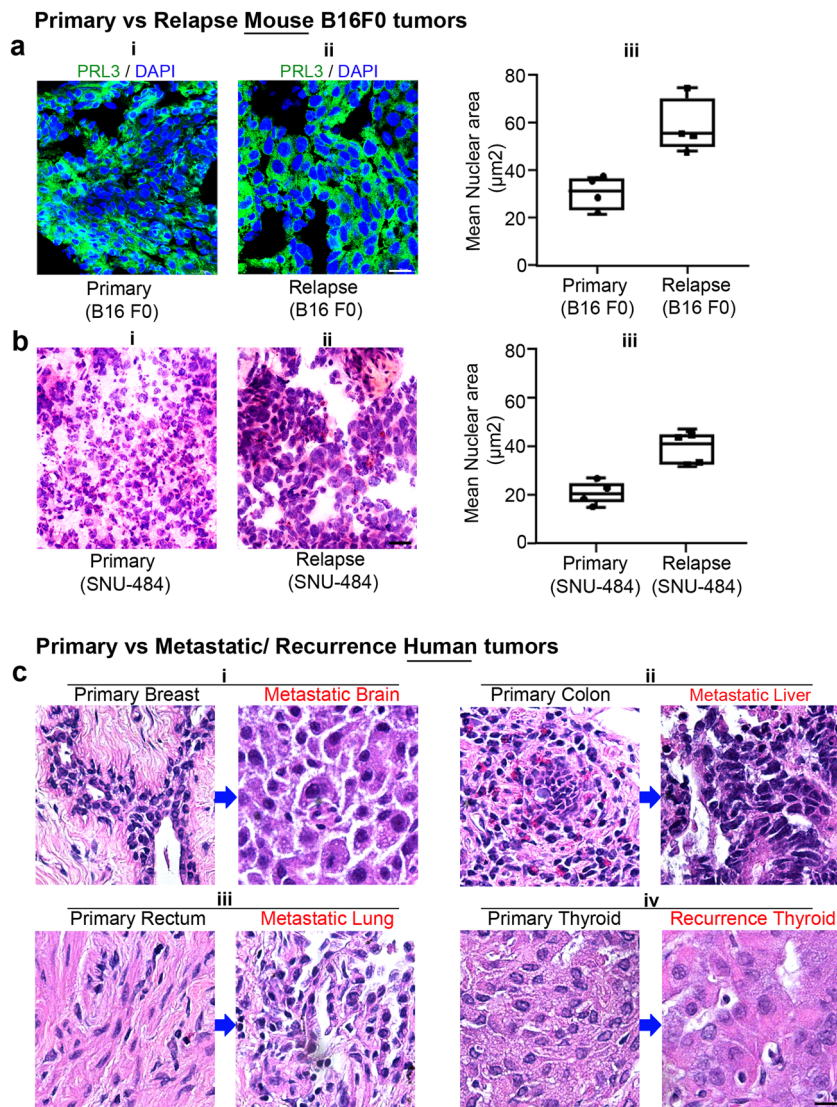 Primary vs Relapse Mouse B16F0 tumors
a
i
ii
iii
PRL3 / DAPI
PRL3 / DAPI
Mean Nuclear area
(µm2)
80
60
40
20
0
Primary
(B16 F0)
Relapse
(B16 F0)
Primary
(B16 F0)
Relapse
(B16 F0)
b
i
ii
iii
Mean Nuclear area
(µm2)
80
60
40
20
0
Primary
(SNU-484)
Relapse
(SNU-484)
Primary
(SNU-484)
Relapse
(SNU-484)
Primary vs Metastatic/ Recurrence Human tumors
c
i
ii
Primary Breast
Metastatic Brain
Primary Colon
Metastatic Liver
iii
iv
Primary Rectum
Metastatic Lung
Primary Thyroid
Recurrence Thyroid